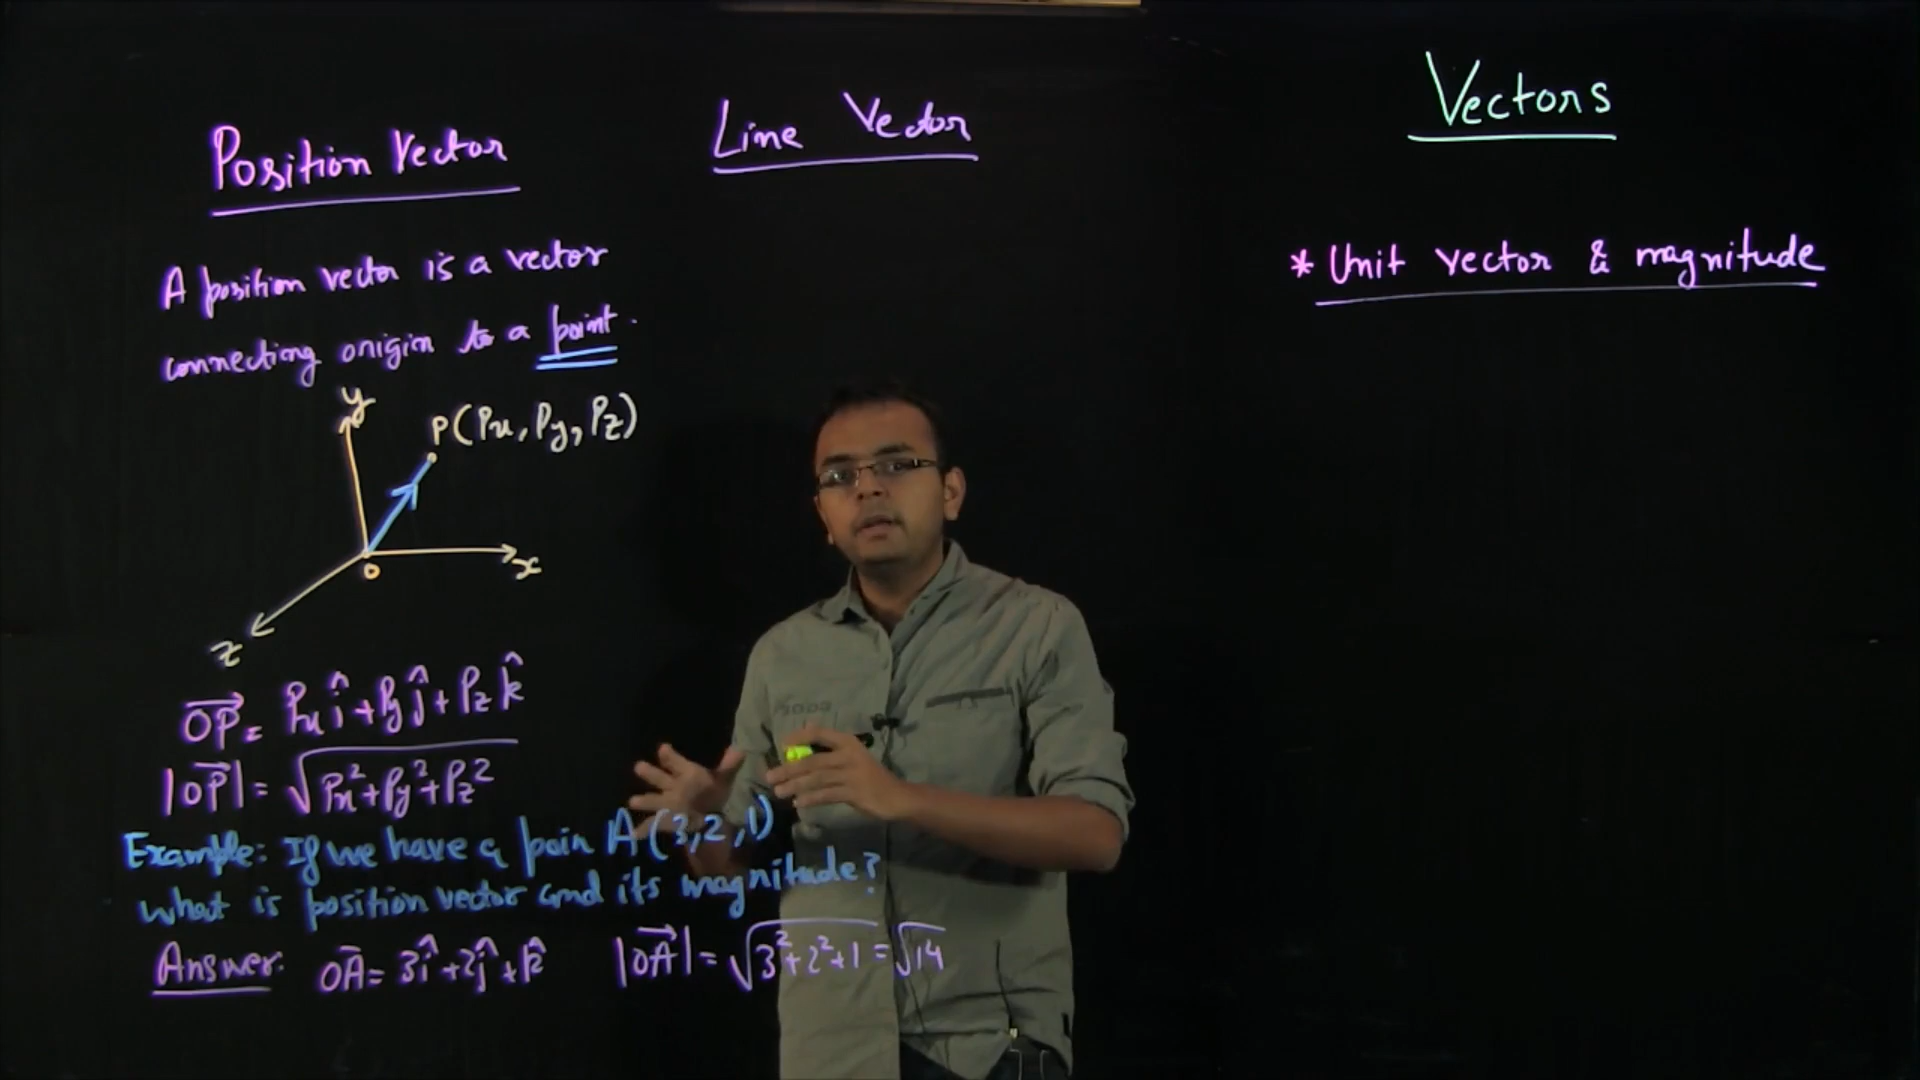 Position Vector
A position vector is a vector
connecting origin to a point.
y
P(Px, Py, Pz)
o
x
z
OP⃗ = Px î + Py ĵ + Pz k̂
|OP⃗| = √(Px² + Py² + Pz²)
Example: If we have a poin A(3,2,1)
what is position vector and its magnitude?
Answer: OA⃗ = 3î + 2ĵ + k̂ |OA⃗| = √(3² + 2² + 1) = √14
Line Vector
Vectors
* Unit vector & magnitude